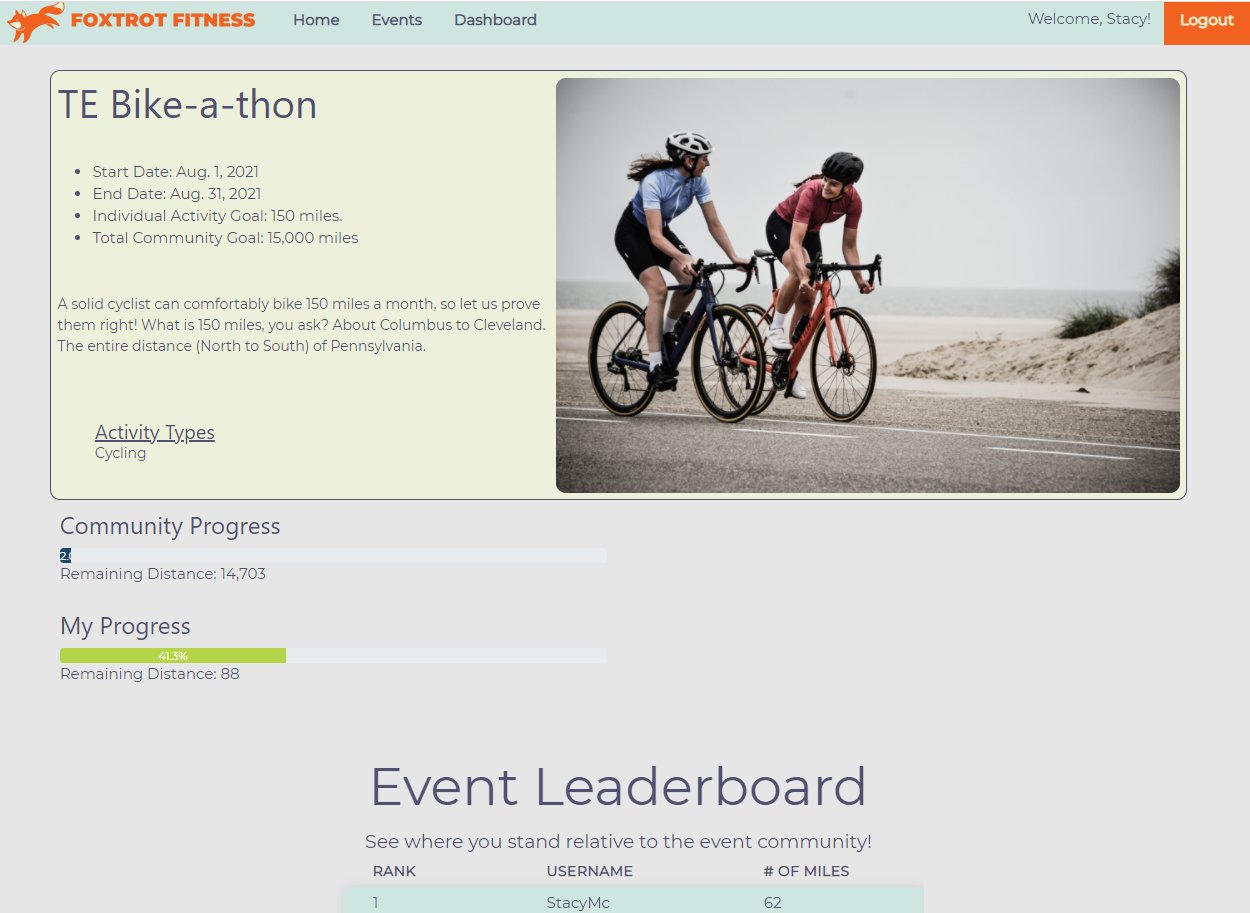 FOXTROT FITNESS Home Events Dashboard Welcome, Stacy! Logout
TE Bike-a-thon
Start Date: Aug. 1, 2021
End Date: Aug. 31, 2021
Individual Activity Goal: 150 miles.
Total Community Goal: 15,000 miles
A solid cyclist can comfortably bike 150 miles a month, so let us prove
them right! What is 150 miles, you ask? About Columbus to Cleveland.
The entire distance (North to South) of Pennsylvania.
Activity Types
Cycling
Community Progress
Remaining Distance: 14,703
My Progress
41.3%
Remaining Distance: 88
Event Leaderboard
See where you stand relative to the event community!
RANK USERNAME # OF MILES
1 StacyMc 62